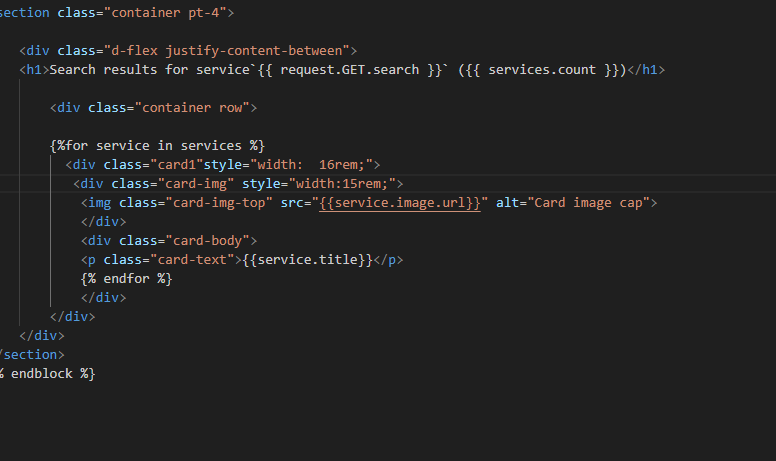 section class="container pt-4">
<div class="d-flex justify-content-between">
<h1>Search results for service`{{ request.GET.search }}` ({{ services.count }})</h1>
<div class="container row">
{%for service in services %}
<div class="card1"style="width:  16rem;">
<div class="card-img" style="width:15rem;">
<img class="card-img-top" src="{{service.image.url}}" alt="Card image cap">
</div>
<div class="card-body">
<p class="card-text">{{service.title}}</p>
{% endfor %}
</div>
</div>
</div>
/section>
% endblock %}